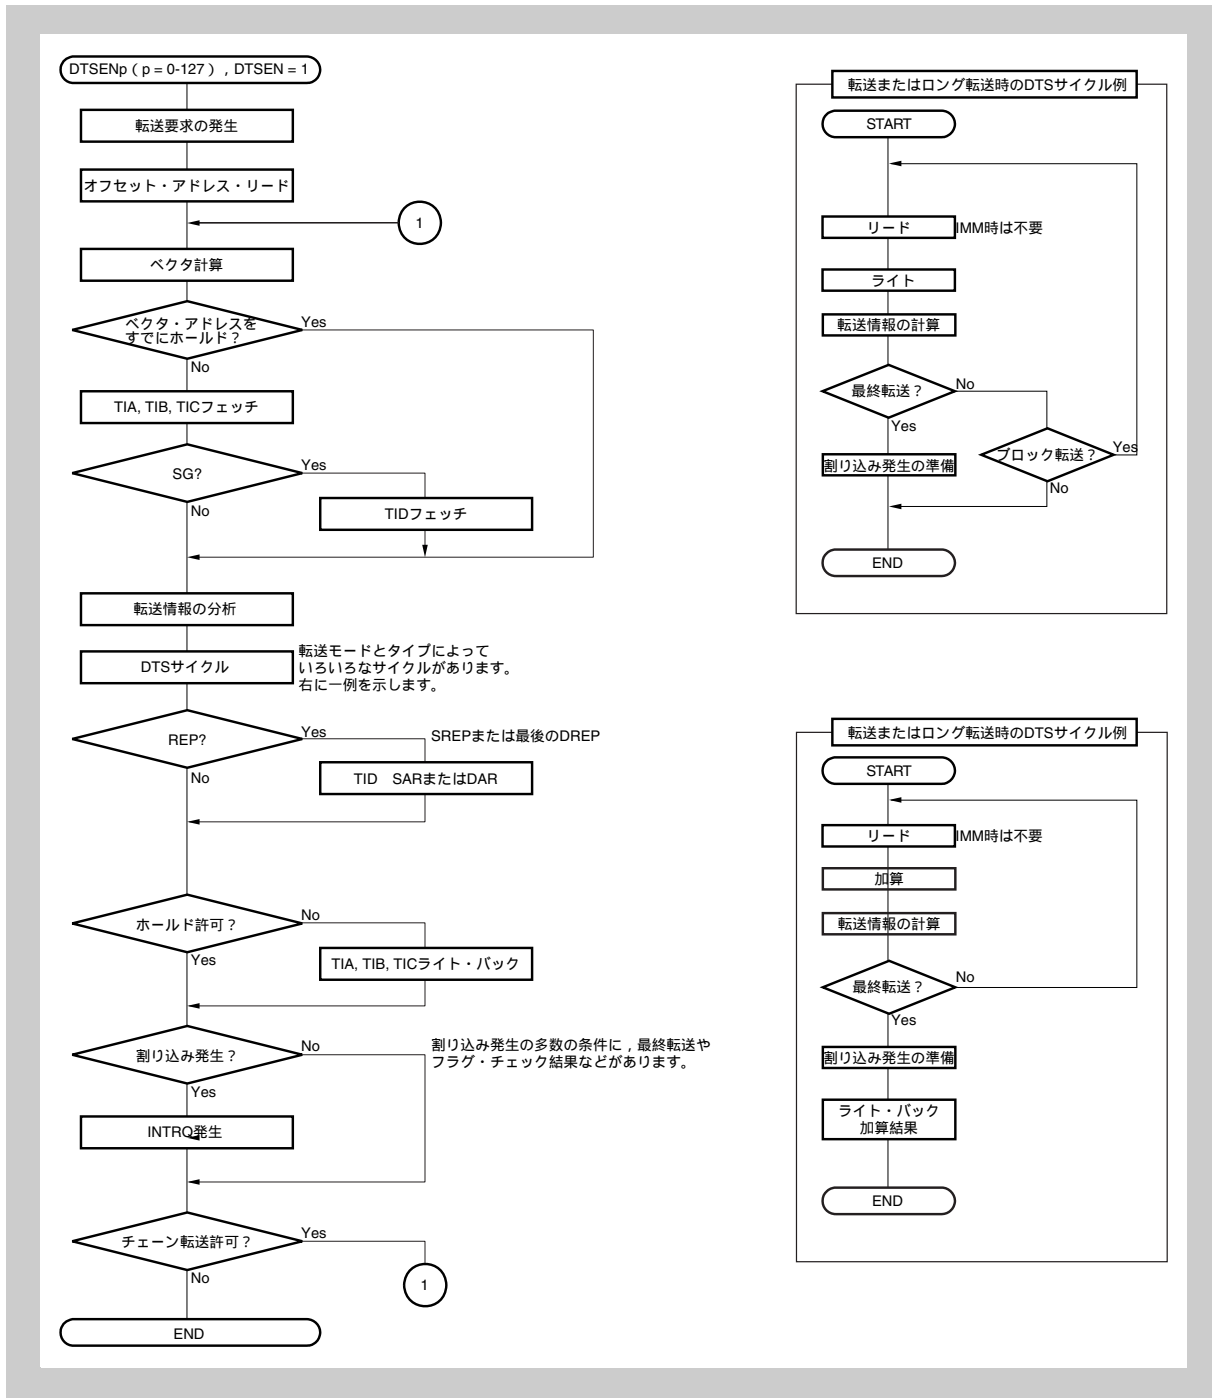 DTSENp ( p = 0-127 ) , DTSEN = 1
転送要求の発生
オフセット・アドレス・リード
1
ベクタ計算
ベクタ・アドレスを
すでにホールド？
Yes
No
TIA, TIB, TICフェッチ
SG?
Yes
No
TIDフェッチ
転送情報の分析
DTSサイクル
転送モードとタイプによって
いろいろなサイクルがあります。
右に一例を示します。
REP?
Yes
SREPまたは最後のDREP
No
TID SARまたはDAR
ホールド許可？
No
Yes
TIA, TIB, TICライト・バック
割り込み発生？
No
割り込み発生の多数の条件に，最終転送や
フラグ・チェック結果などがあります。
Yes
INTRQ発生
チェーン転送許可？
Yes
No
1
END
転送またはロング転送時のDTSサイクル例
START
リード
IMM時は不要
ライト
転送情報の計算
最終転送？
No
Yes
ブロック転送？
Yes
割り込み発生の準備
No
END
転送またはロング転送時のDTSサイクル例
START
リード
IMM時は不要
加算
転送情報の計算
最終転送？
No
Yes
割り込み発生の準備
ライト・バック
加算結果
END